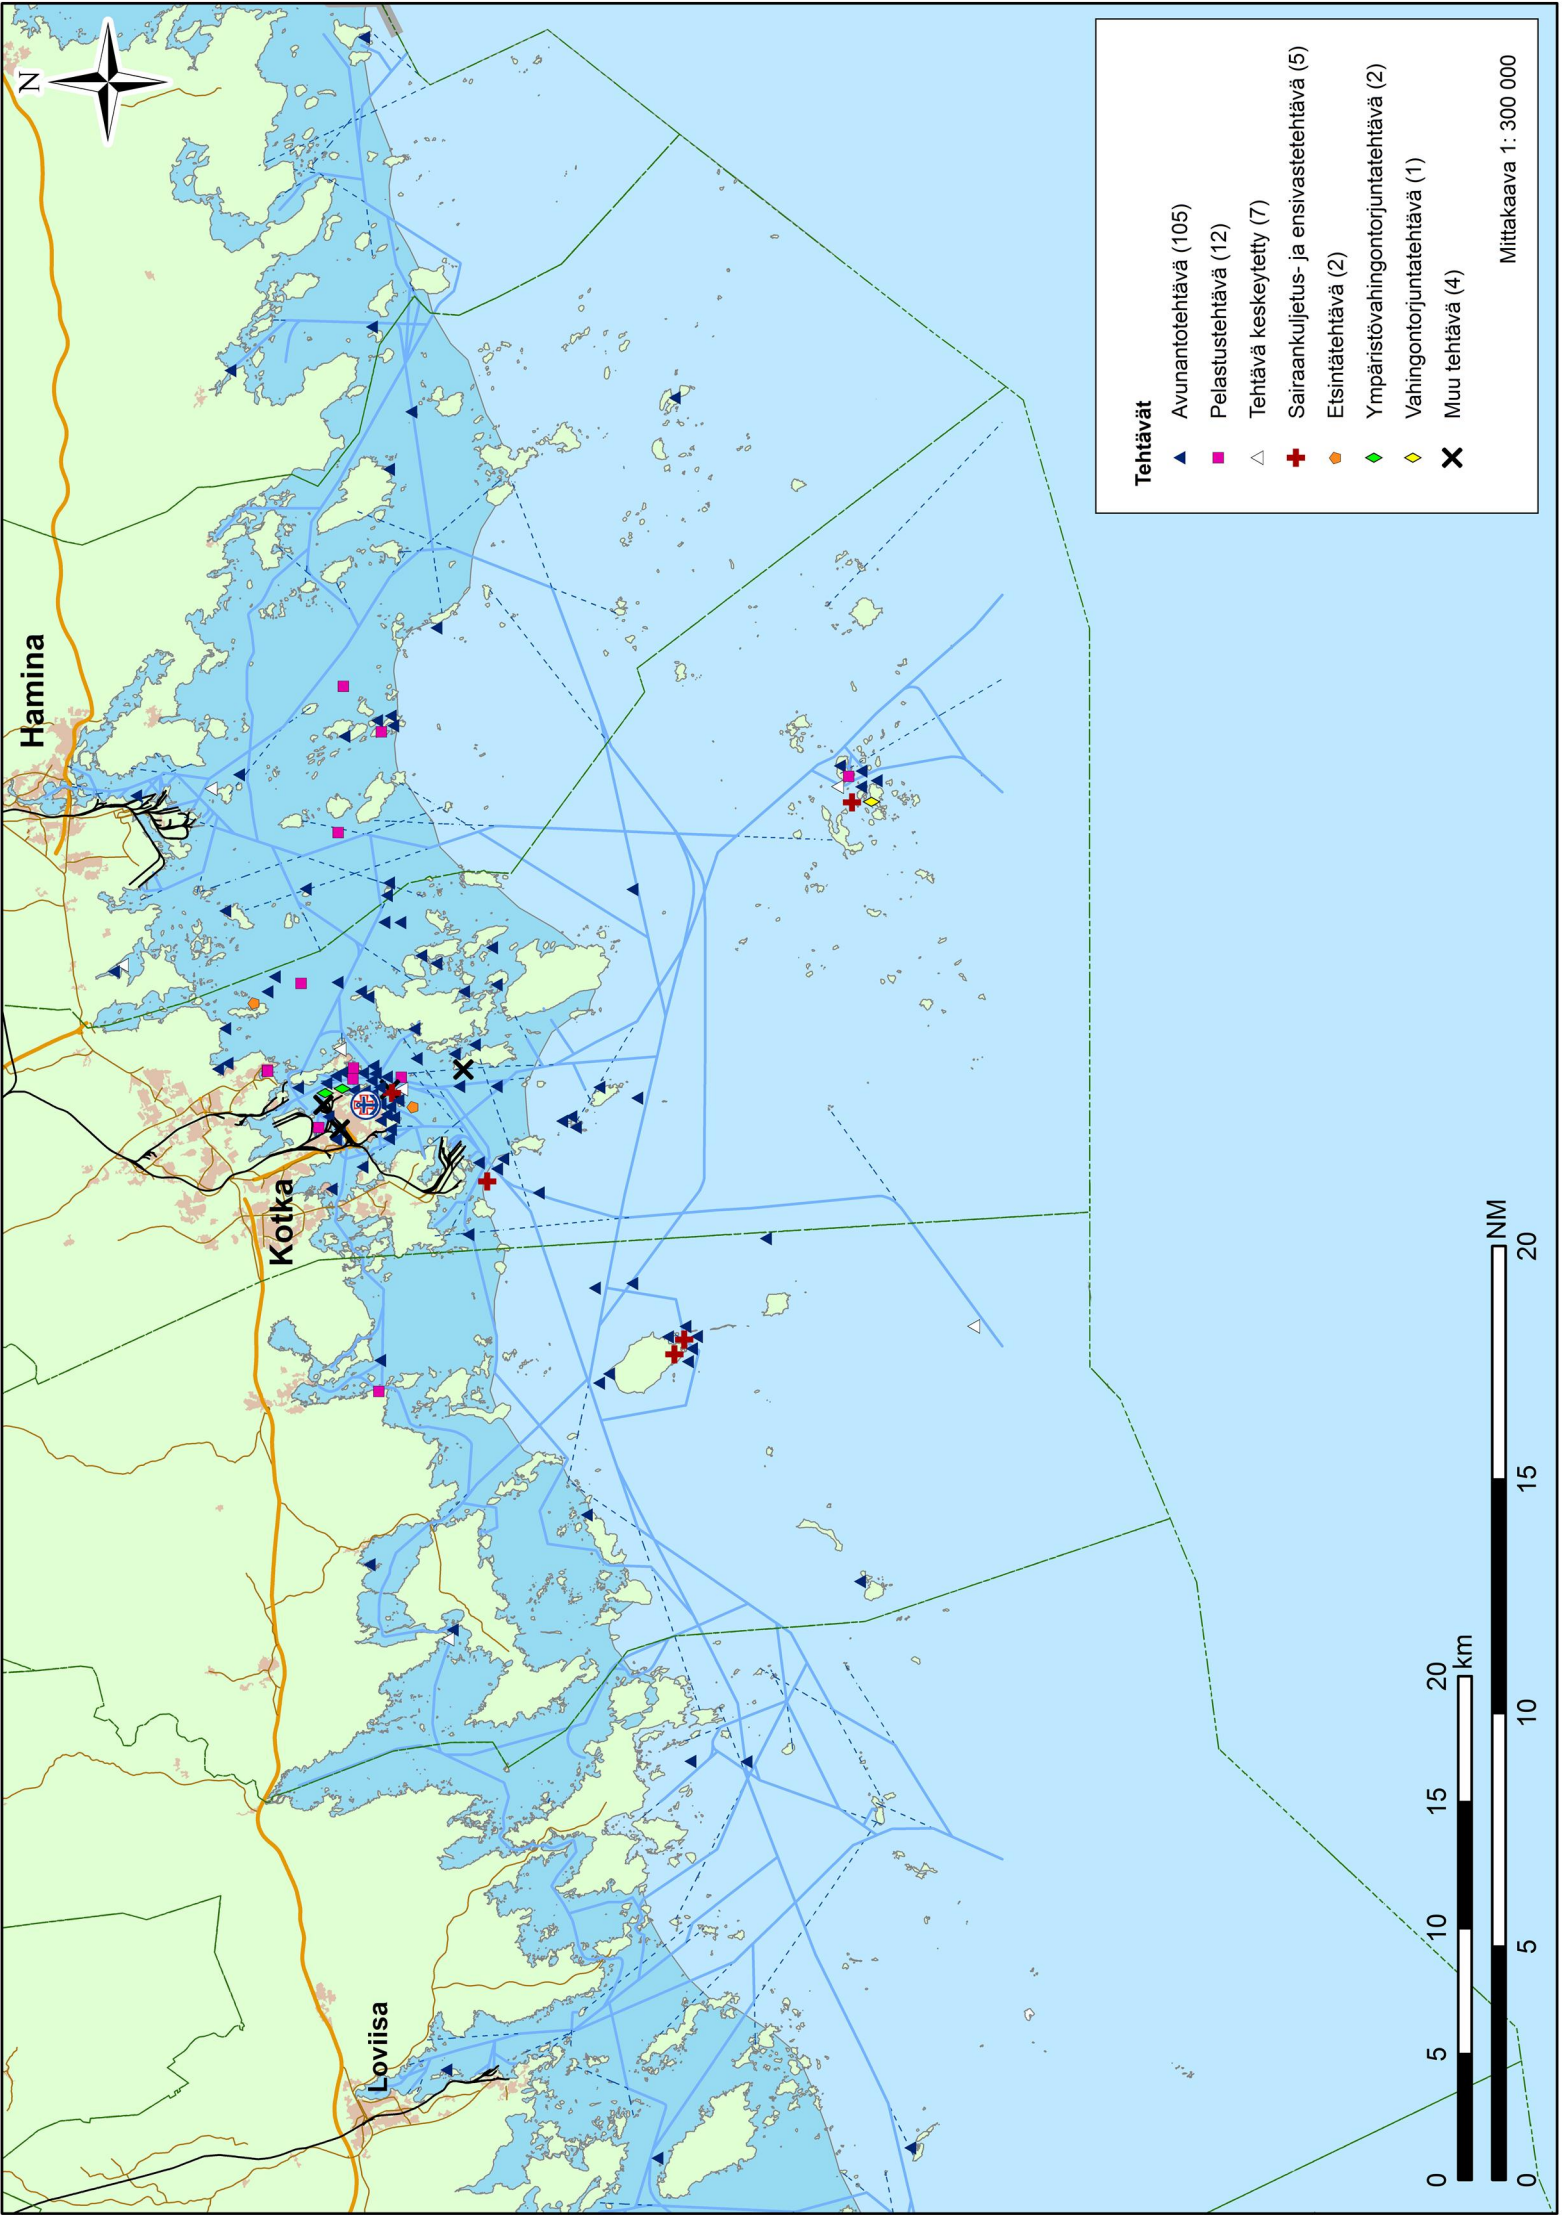 N
Hamina
Kotka
Loviisa
Tehtävät
Avunantotehtävä (105)
Pelastustehtävä (12)
Tehtävä keskeytetty (7)
Sairaankuljetus- ja ensivastetehtävä (5)
Etsintätehtävä (2)
Ympäristövahingontorjuntatehtävä (2)
Vahingontorjuntatehtävä (1)
Muu tehtävä (4)
Mittakaava 1: 300 000
0 5 10 15 20
km
NM
0 5 10 15 20